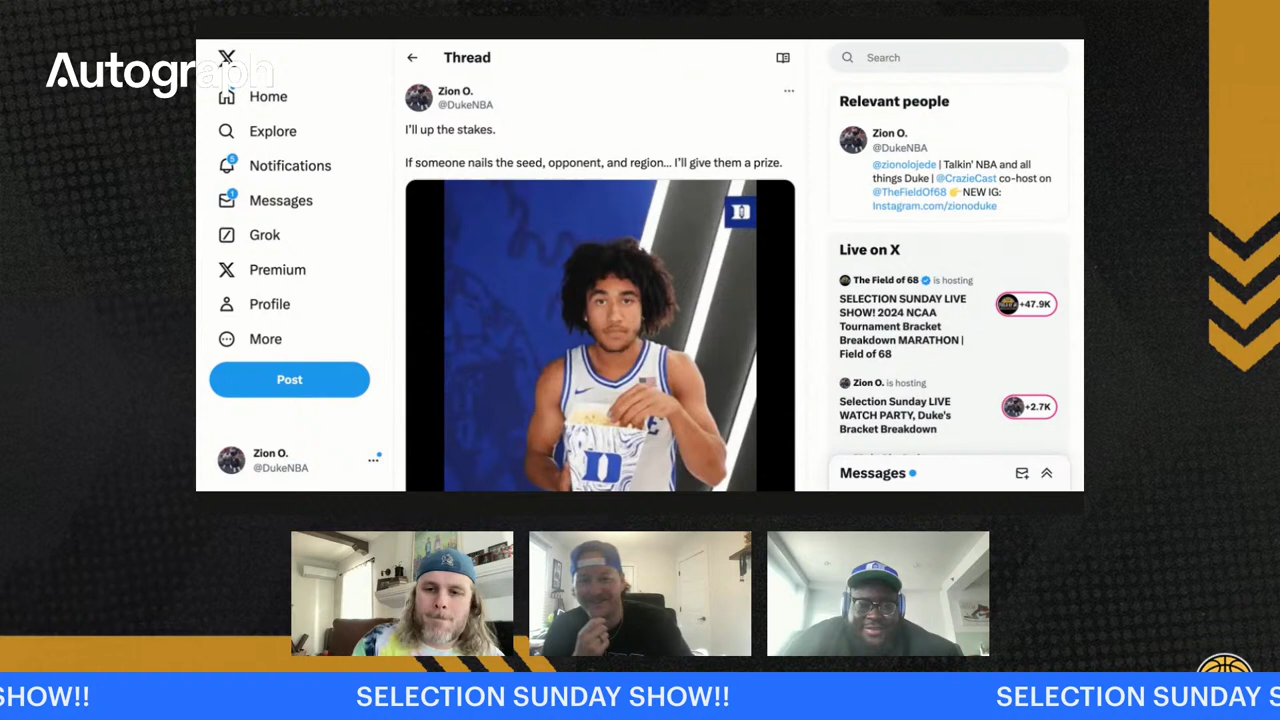 Autograph
X
Home
Explore
5
Notifications
1
Messages
Grok
Premium
Profile
More
Post
Zion O.
@DukeNBA
Thread
Zion O.
@DukeNBA
I'll up the stakes.
If someone nails the seed, opponent, and region... I'll give them a prize.
D
D
Search
Relevant people
Zion O.
@DukeNBA
@zionolojede | Talkin' NBA and all
things Duke | @CrazieCast co-host on
@TheFieldOf68 👉 NEW IG:
Instagram.com/zionoduke
Live on X
The Field of 68 is hosting
SELECTION SUNDAY LIVE
SHOW! 2024 NCAA
Tournament Bracket
Breakdown MARATHON |
Field of 68
+47.9K
Zion O. is hosting
Selection Sunday LIVE
WATCH PARTY, Duke's
Bracket Breakdown
+2.7K
Messages
SHOW!! SELECTION SUNDAY SHOW!! SELECTION SUNDAY S